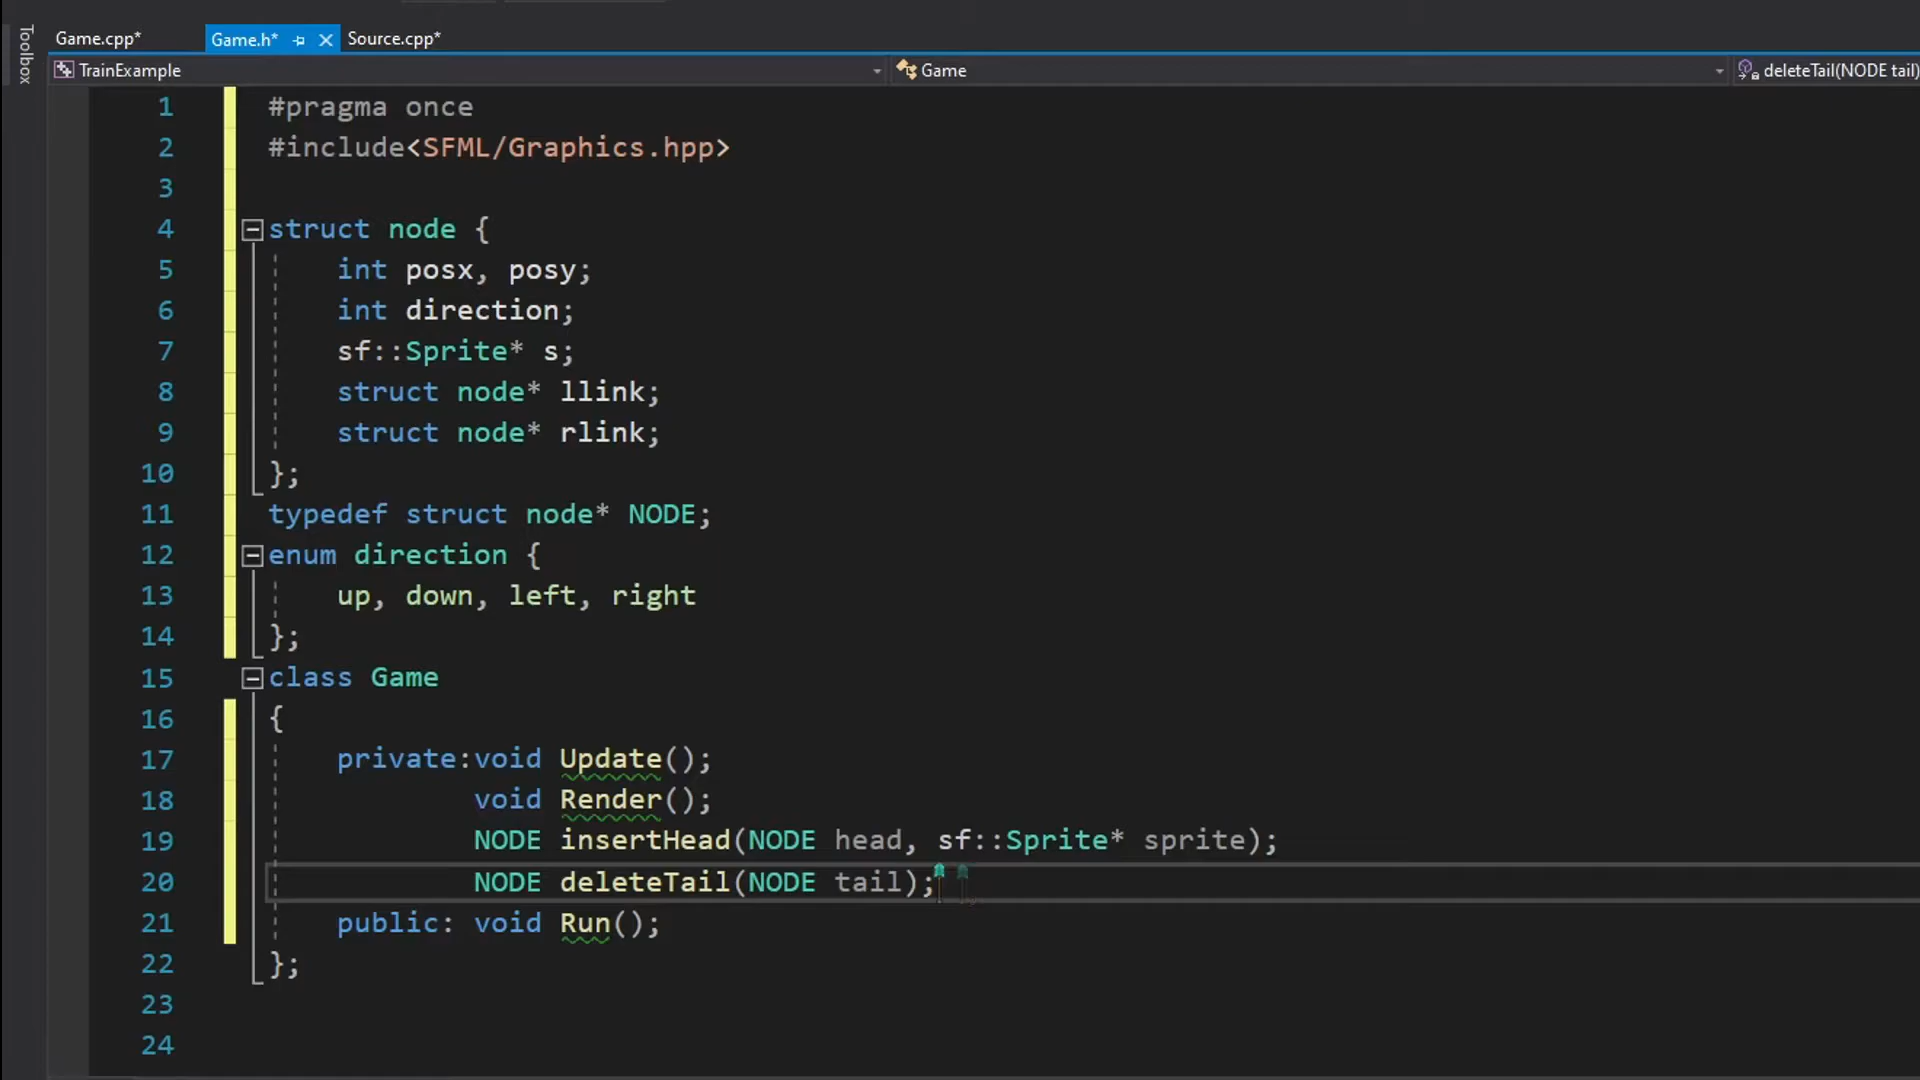 Toolbox
Game.cpp* Game.h* Source.cpp*
TrainExample Game deleteTail(NODE tail)
1 #pragma once
2 #include<SFML/Graphics.hpp>
3
4 struct node {
5 int posx, posy;
6 int direction;
7 sf::Sprite* s;
8 struct node* llink;
9 struct node* rlink;
10 };
11 typedef struct node* NODE;
12 enum direction {
13 up, down, left, right
14 };
15 class Game
16 {
17 private:void Update();
18 void Render();
19 NODE insertHead(NODE head, sf::Sprite* sprite);
20 NODE deleteTail(NODE tail);
21 public: void Run();
22 };
23
24